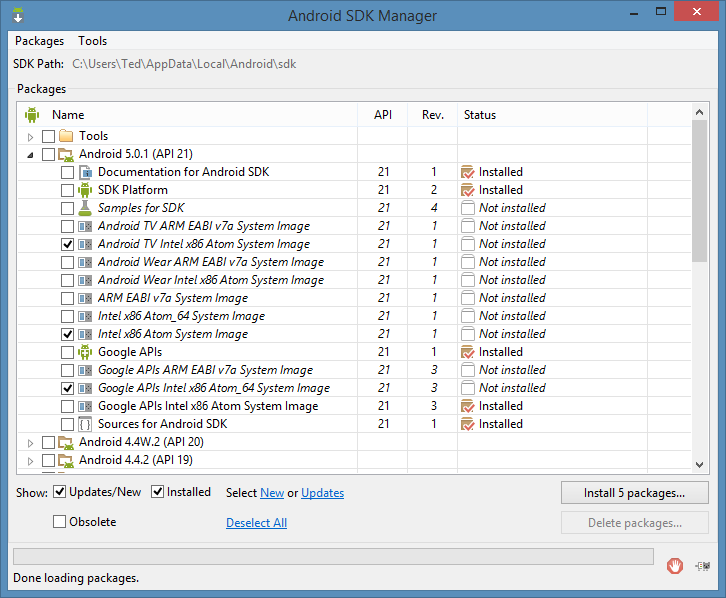 Android SDK Manager
Packages Tools
SDK Path: C:\Users\Ted\AppData\Local\Android\sdk
Packages
Name API Rev. Status
Tools
Android 5.0.1 (API 21)
Documentation for Android SDK 21 1 Installed
SDK Platform 21 2 Installed
Samples for SDK 21 4 Not installed
Android TV ARM EABI v7a System Image 21 1 Not installed
Android TV Intel x86 Atom System Image 21 1 Not installed
Android Wear ARM EABI v7a System Image 21 1 Not installed
Android Wear Intel x86 Atom System Image 21 1 Not installed
ARM EABI v7a System Image 21 1 Not installed
Intel x86 Atom_64 System Image 21 1 Not installed
Intel x86 Atom System Image 21 1 Not installed
Google APIs 21 1 Installed
Google APIs ARM EABI v7a System Image 21 3 Not installed
Google APIs Intel x86 Atom_64 System Image 21 3 Not installed
Google APIs Intel x86 Atom System Image 21 3 Installed
Sources for Android SDK 21 1 Installed
Android 4.4W.2 (API 20)
Android 4.4.2 (API 19)
Show: Updates/New Installed Select New or Updates Install 5 packages...
Obsolete Deselect All Delete packages...
Done loading packages.